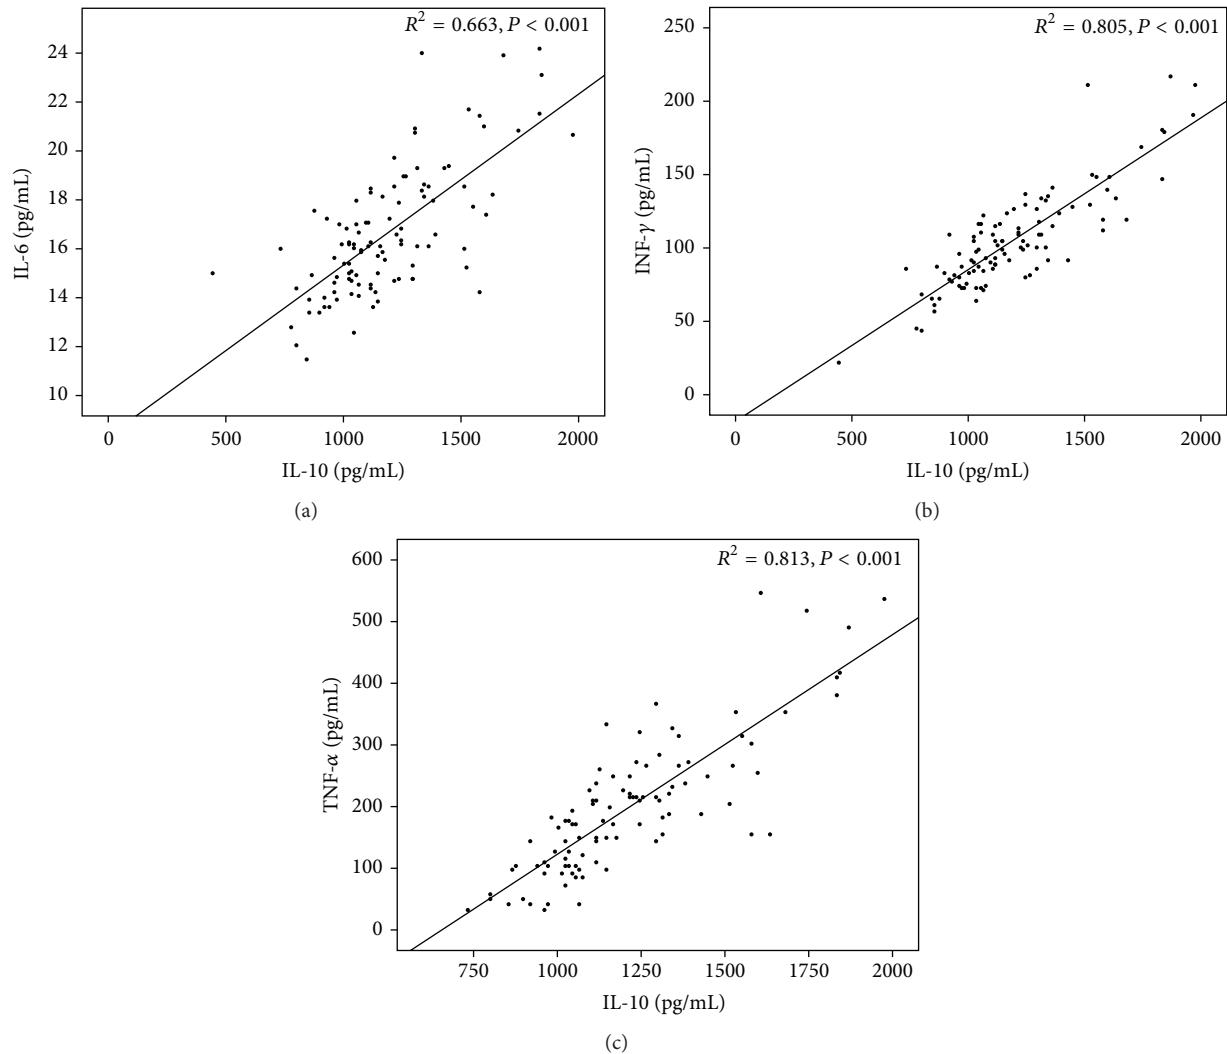 R² = 0.663, P < 0.001
24
22
20
18
16
14
12
10
IL-6 (pg/mL)
0 500 1000 1500 2000
IL-10 (pg/mL)
(a)
R² = 0.805, P < 0.001
250
200
150
100
50
0
INF-γ (pg/mL)
0 500 1000 1500 2000
IL-10 (pg/mL)
(b)
R² = 0.813, P < 0.001
600
500
400
300
200
100
0
TNF-α (pg/mL)
750 1000 1250 1500 1750 2000
IL-10 (pg/mL)
(c)